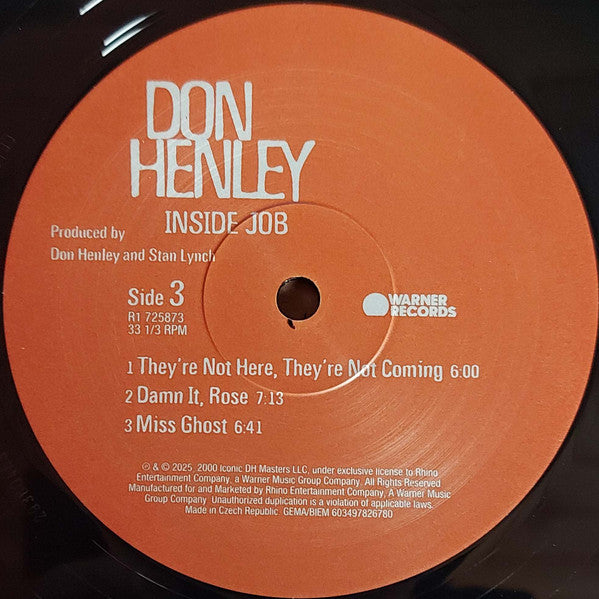 DON
HENLEY
INSIDE JOB
Produced by
Don Henley and Stan Lynch
Side 3
R1 725873
33 1/3 RPM
WARNER
RECORDS
1 They're Not Here, They're Not Coming 6:00
2 Damn It, Rose 7:13
3 Miss Ghost 6:41
℗ & © 2025, 2000 Iconic DH Masters LLC, under exclusive license to Rhino
Entertainment Company, a Warner Music Group Company. All Rights Reserved
Manufactured for and Marketed by Rhino Entertainment Company, A Warner Music
Group Company. Unauthorized duplication is a violation of applicable laws.
Made in Czech Republic. GEMA/BIEM 603497826780